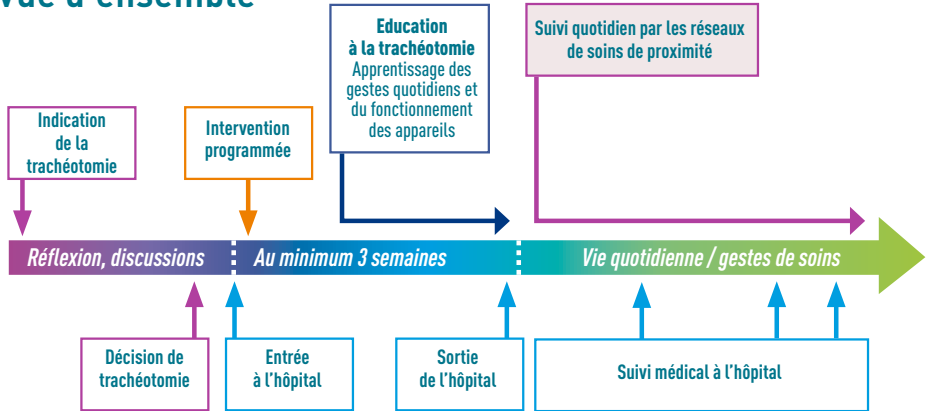 vue d'ensemble
Education
à la trachéotomie
Apprentissage des
gestes quotidiens et
du fonctionnement
des appareils
Suivi quotidien par les réseaux
de soins de proximité
Indication
de la
trachéotomie
Intervention
programmée
Réflexion, discussions
Au minimum 3 semaines
Vie quotidienne / gestes de soins
Décision de
trachéotomie
Entrée
à l'hôpital
Sortie
de l'hôpital
Suivi médical à l'hôpital